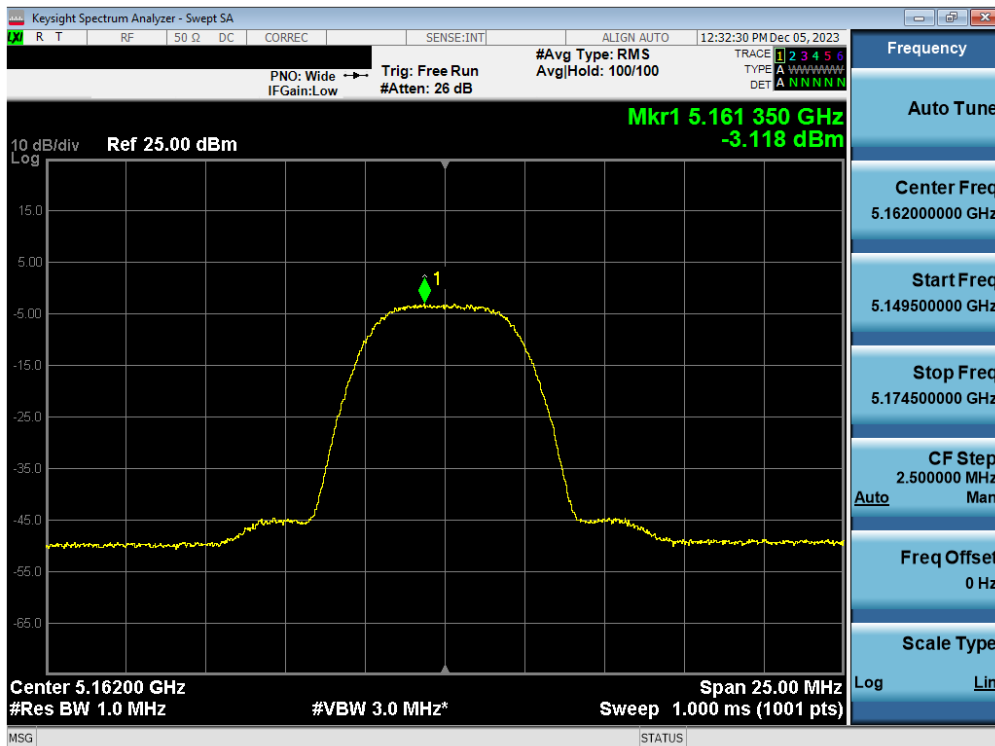 Keysight Spectrum Analyzer - Swept SA
LXI R T RF 50 Ω DC CORREC SENSE:INT ALIGN AUTO 12:32:30 PM Dec 05, 2023
Frequency
PNO: Wide
IFGain:Low
Trig: Free Run
#Atten: 26 dB
#Avg Type: RMS
Avg|Hold: 100/100
TRACE 1 2 3 4 5 6
TYPE A WWWWW
DET A N N N N N
Mkr1 5.161 350 GHz
-3.118 dBm
10 dB/div
Log
Ref 25.00 dBm
15.0
5.00
-5.00
-15.0
-25.0
-35.0
-45.0
-55.0
-65.0
1
Center 5.16200 GHz
Span 25.00 MHz
#Res BW 1.0 MHz
#VBW 3.0 MHz*
Sweep 1.000 ms (1001 pts)
Auto Tune
Center Freq
5.162000000 GHz
Start Freq
5.149500000 GHz
Stop Freq
5.174500000 GHz
CF Step
2.500000 MHz
Auto Man
Freq Offset
0 Hz
Scale Type
Log Lin
MSG
STATUS